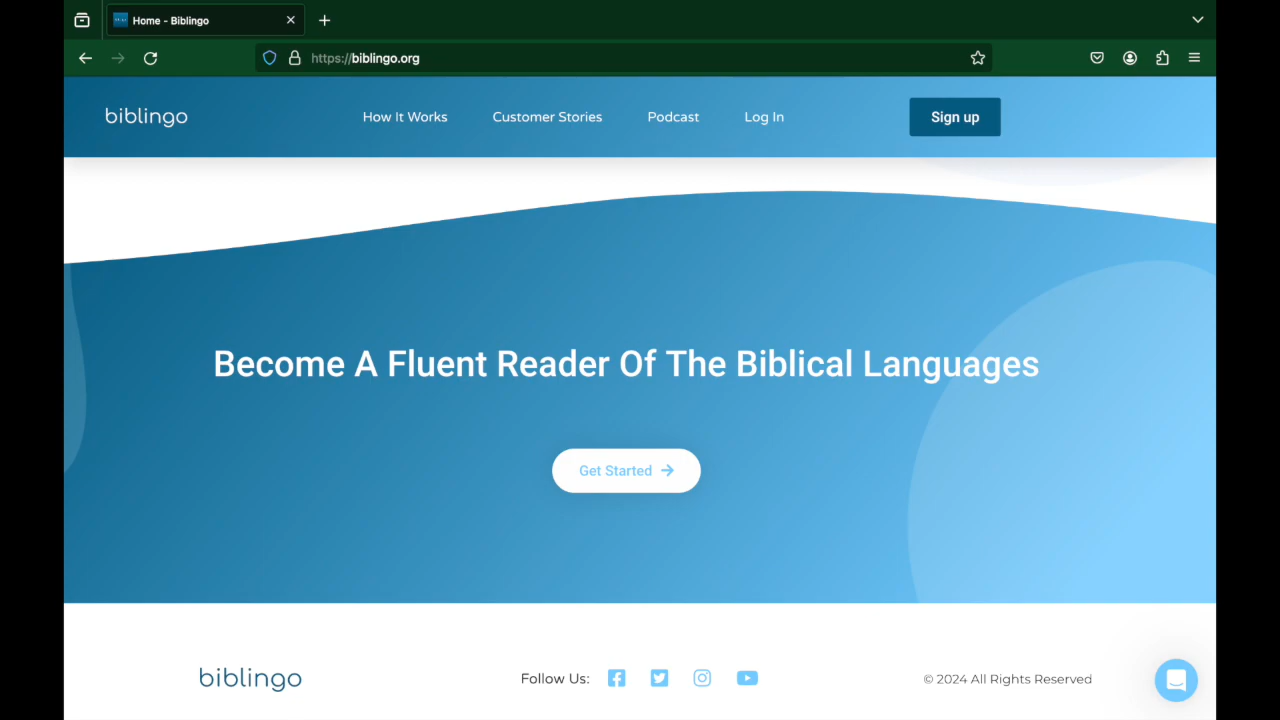 Home - Biblingo
https://biblingo.org
biblingo
How It Works
Customer Stories
Podcast
Log In
Sign up
Become A Fluent Reader Of The Biblical Languages
Get Started
biblingo
Follow Us:
© 2024 All Rights Reserved